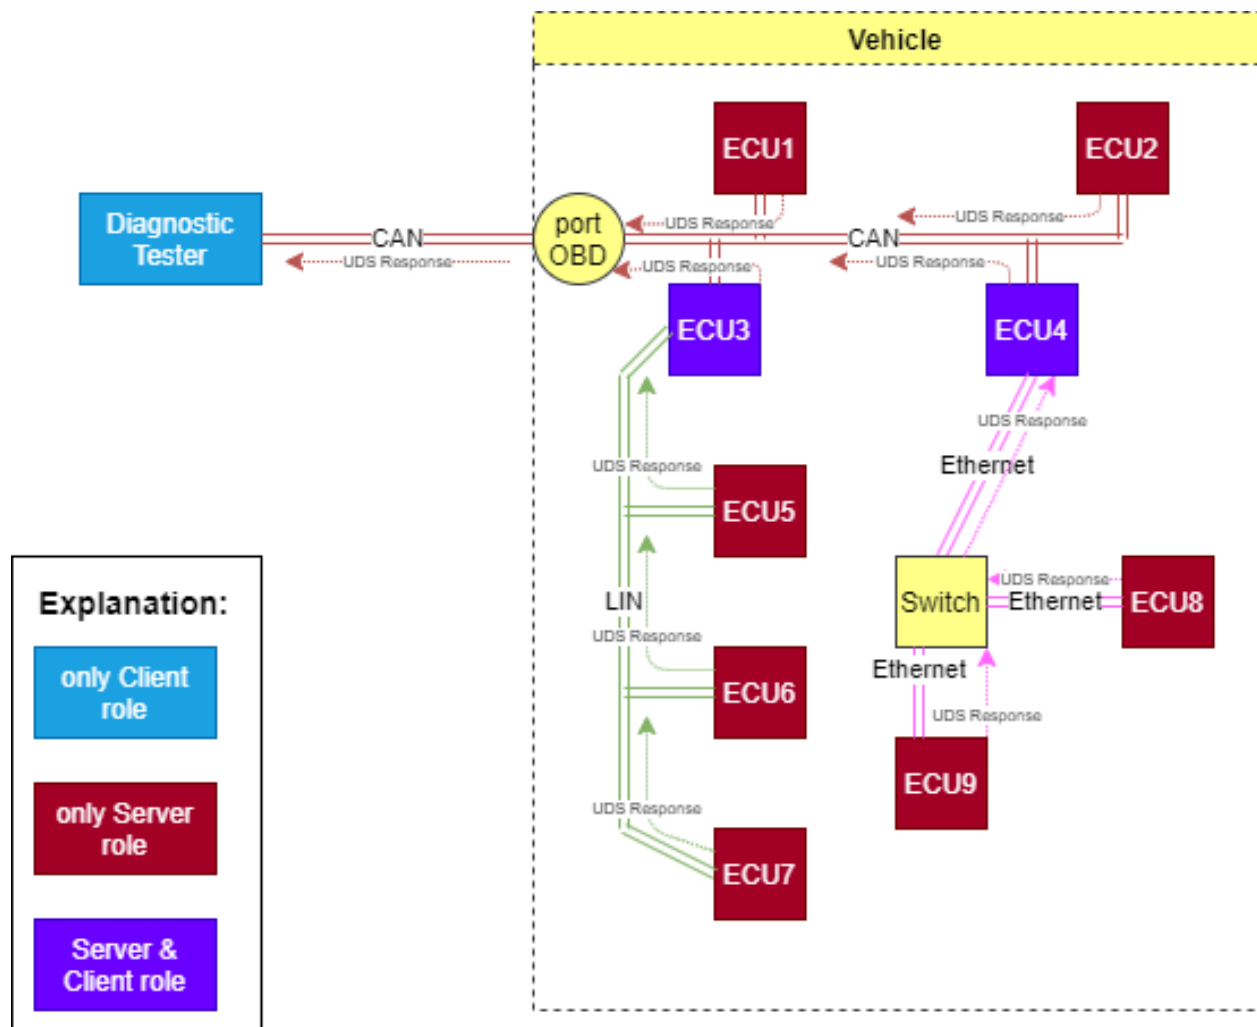 Vehicle
ECU1
ECU2
Diagnostic
Tester
port
OBD
CAN
CAN
UDS Response
UDS Response
UDS Response
UDS Response
UDS Response
ECU3
ECU4
UDS Response
Ethernet
UDS Response
ECU5
Switch
UDS Response
Ethernet
ECU8
LIN
UDS Response
ECU6
Ethernet
UDS Response
ECU9
UDS Response
ECU7
Explanation:
only Client
role
only Server
role
Server &
Client role